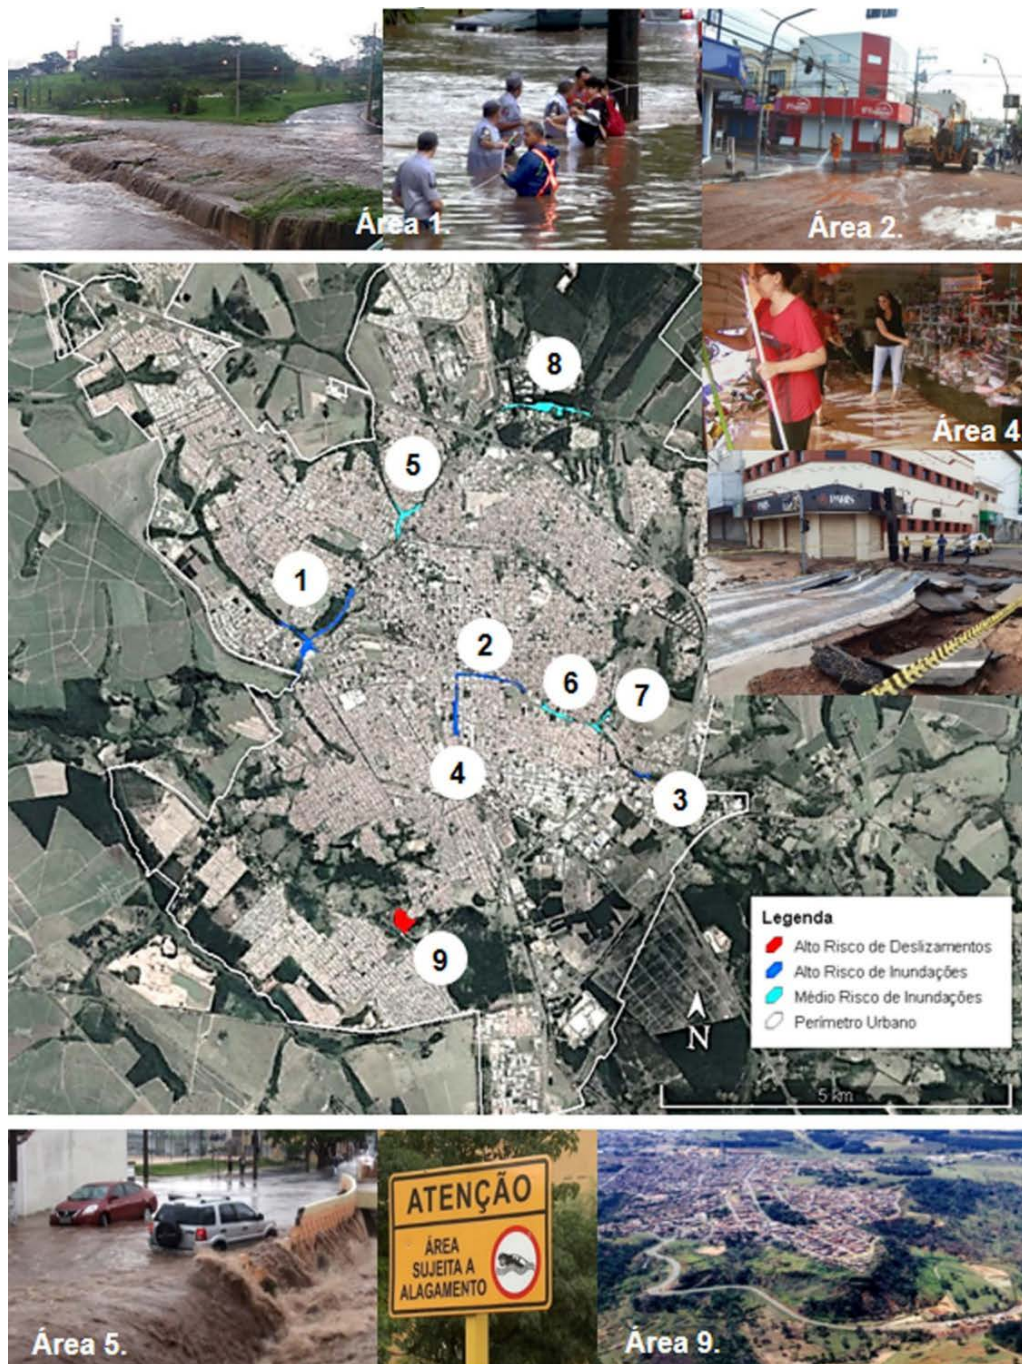 Área 1.
Área 2.
Área 4
PARIS
8
5
1
2
6
7
4
3
9
Legenda
Alto Risco de Deslizamentos
Alto Risco de Inundações
Médio Risco de Inundações
Perímetro Urbano
N
5 km
Área 5.
ATENÇÃO
ÁREA
SUJEITA A
ALAGAMENTO
Área 9.